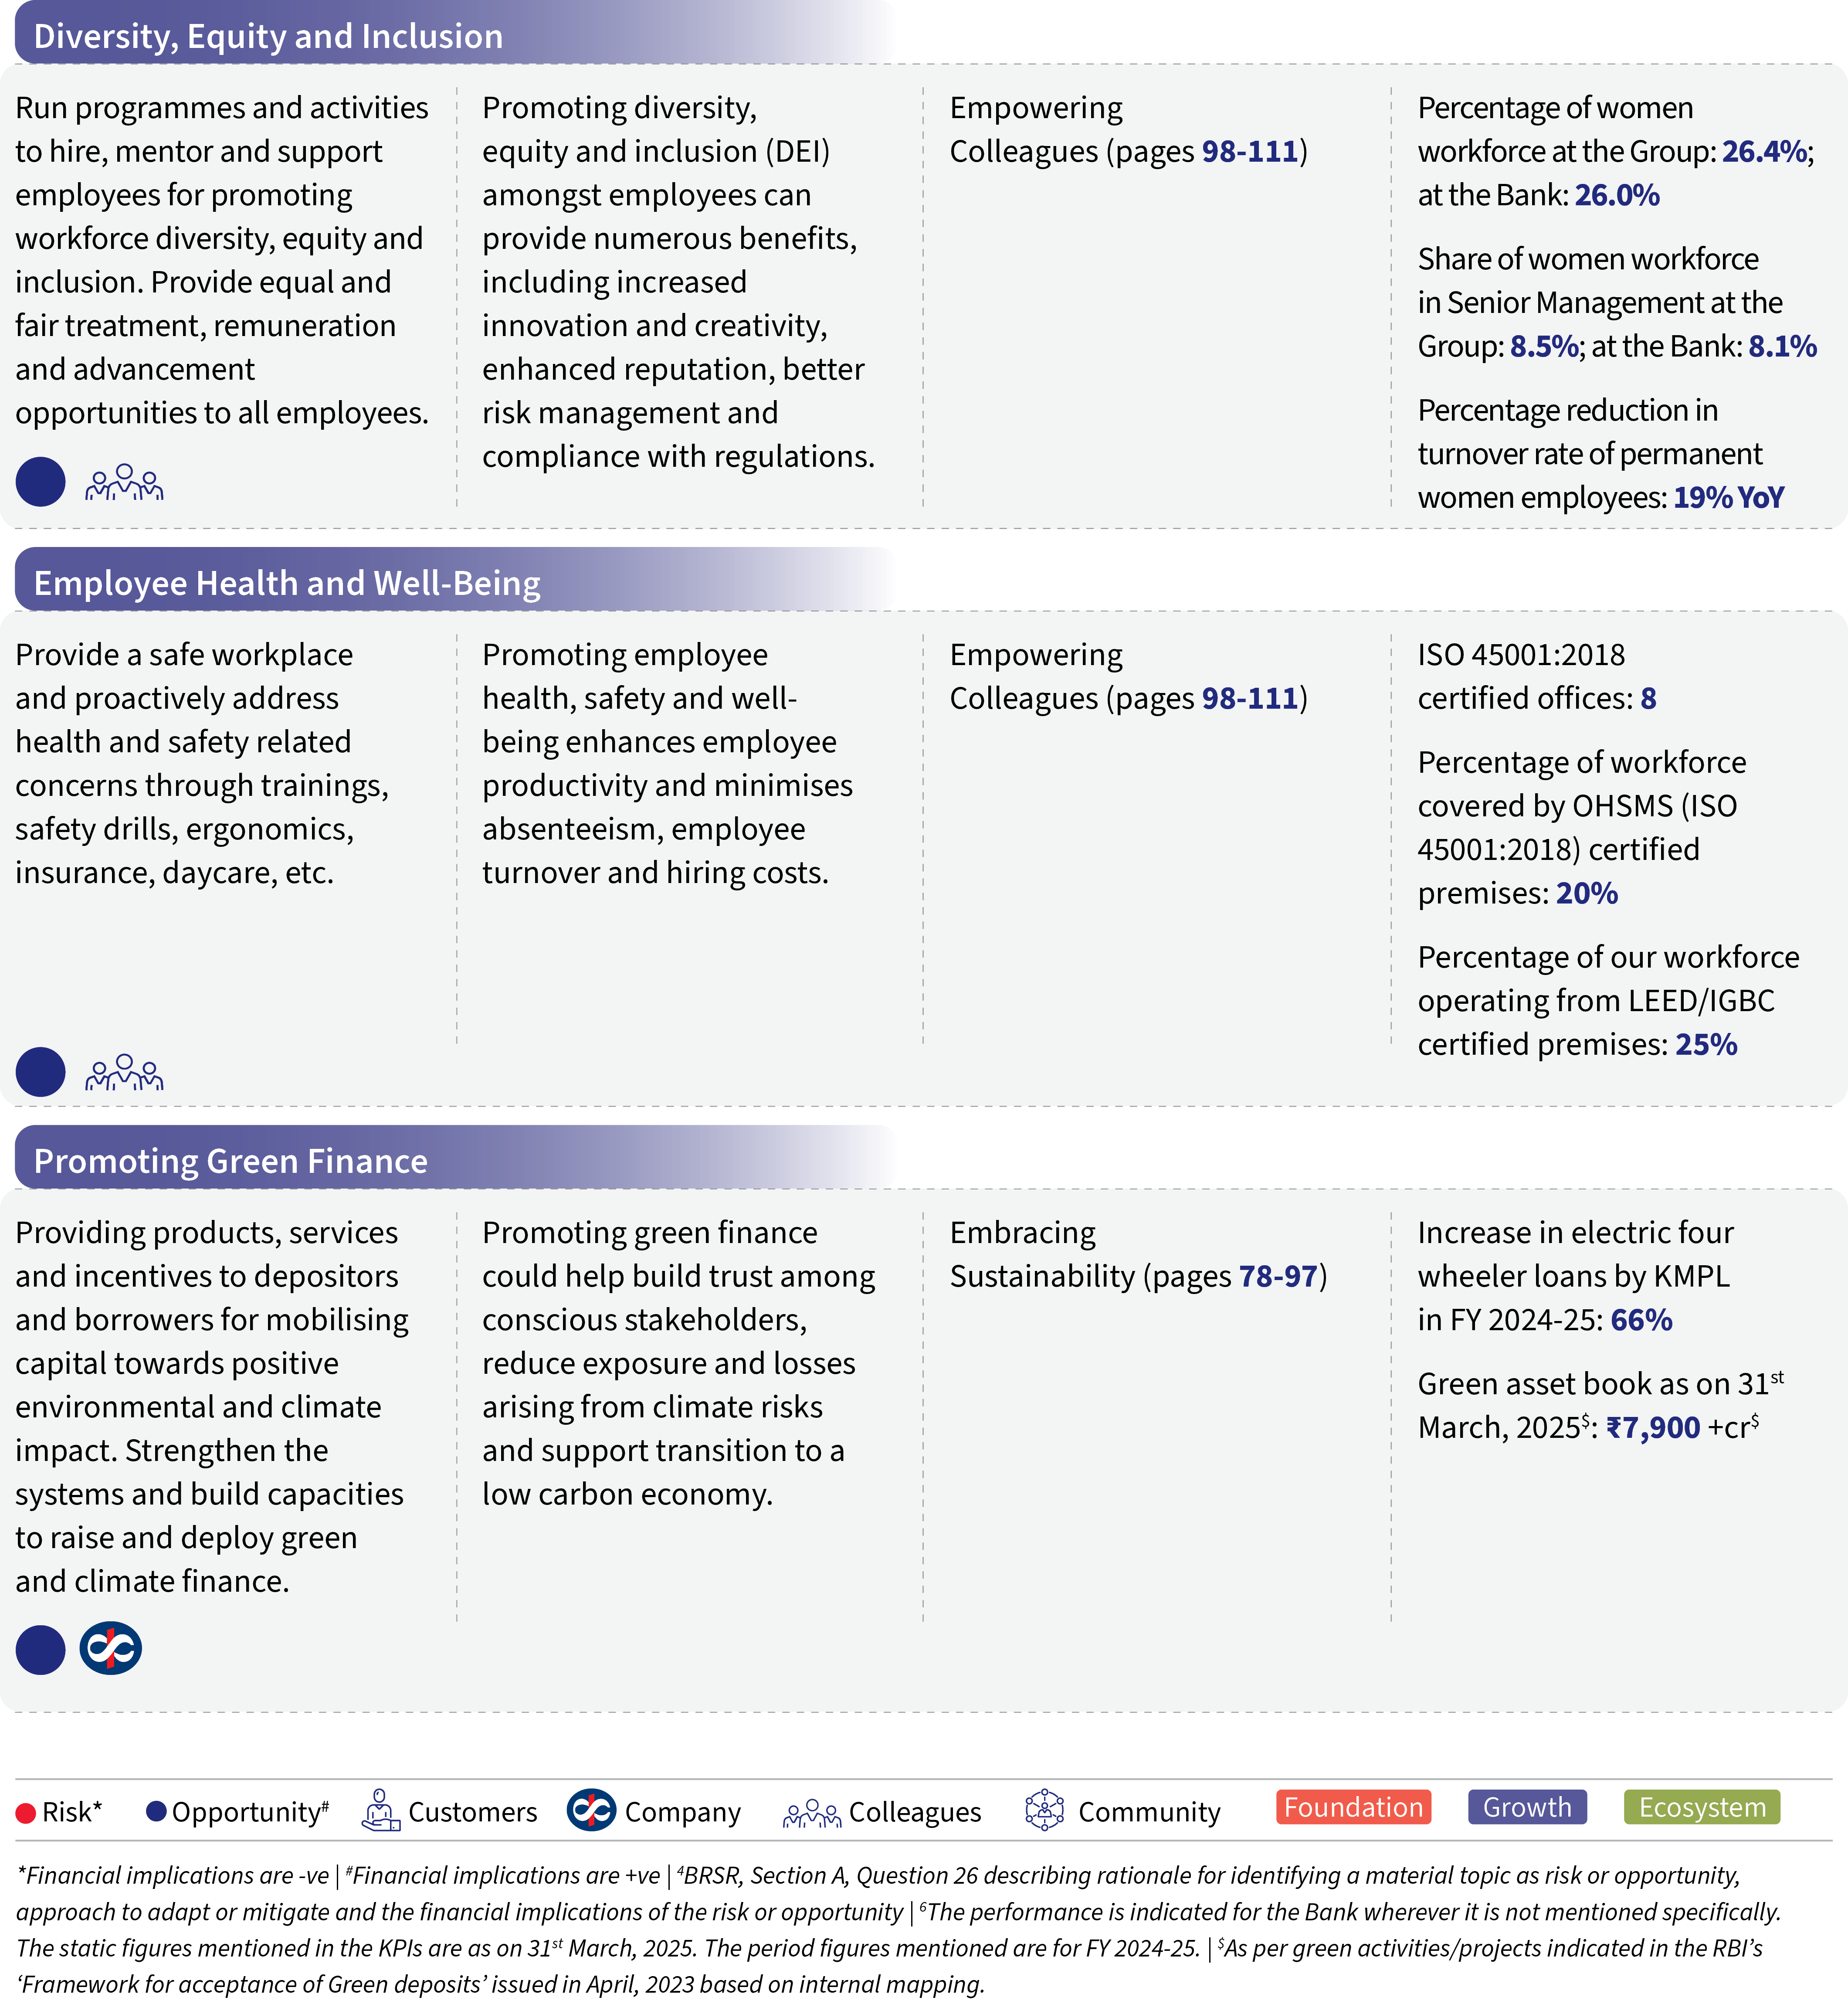 Diversity, Equity and Inclusion
Run programmes and activities
to hire, mentor and support
employees for promoting
workforce diversity, equity and
inclusion. Provide equal and
fair treatment, remuneration
and advancement
opportunities to all employees.
Promoting diversity,
equity and inclusion (DEI)
amongst employees can
provide numerous benefits,
including increased
innovation and creativity,
enhanced reputation, better
risk management and
compliance with regulations.
Empowering
Colleagues (pages 98-111)
Percentage of women
workforce at the Group: 26.4%;
at the Bank: 26.0%
Share of women workforce
in Senior Management at the
Group: 8.5%; at the Bank: 8.1%
Percentage reduction in
turnover rate of permanent
women employees: 19% YoY
Employee Health and Well-Being
Provide a safe workplace
and proactively address
health and safety related
concerns through trainings,
safety drills, ergonomics,
insurance, daycare, etc.
Promoting employee
health, safety and well-
being enhances employee
productivity and minimises
absenteeism, employee
turnover and hiring costs.
Empowering
Colleagues (pages 98-111)
ISO 45001:2018
certified offices: 8
Percentage of workforce
covered by OHSMS (ISO
45001:2018) certified
premises: 20%
Percentage of our workforce
operating from LEED/IGBC
certified premises: 25%
Promoting Green Finance
Providing products, services
and incentives to depositors
and borrowers for mobilising
capital towards positive
environmental and climate
impact. Strengthen the
systems and build capacities
to raise and deploy green
and climate finance.
Promoting green finance
could help build trust among
conscious stakeholders,
reduce exposure and losses
arising from climate risks
and support transition to a
low carbon economy.
Embracing
Sustainability (pages 78-97)
Increase in electric four
wheeler loans by KMPL
in FY 2024-25: 66%
Green asset book as on 31st
March, 2025$: ₹7,900 +cr$
Risk* Opportunity# Customers Company Colleagues Community Foundation Growth Ecosystem
*Financial implications are -ve | #Financial implications are +ve | 4BRSR, Section A, Question 26 describing rationale for identifying a material topic as risk or opportunity,
approach to adapt or mitigate and the financial implications of the risk or opportunity | 6The performance is indicated for the Bank wherever it is not mentioned specifically.
The static figures mentioned in the KPIs are as on 31st March, 2025. The period figures mentioned are for FY 2024-25. | $As per green activities/projects indicated in the RBI's
'Framework for acceptance of Green deposits' issued in April, 2023 based on internal mapping.